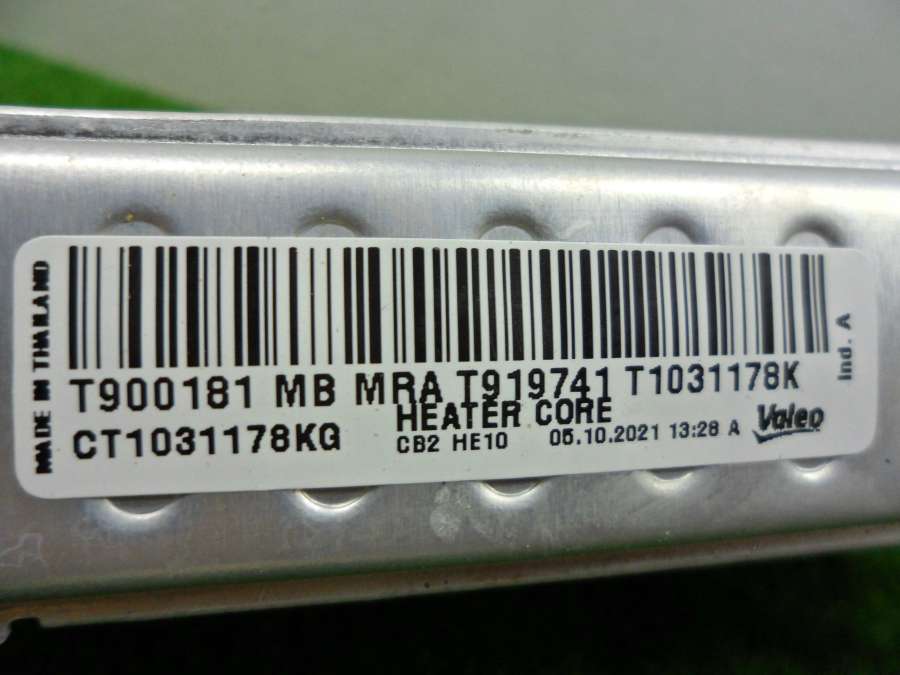 MADE IN THAILAND
T900181 MB MRA T919741 T1031178K
HEATER CORE
CT1031178KG
CB2 HE10 05.10.2021 13:28 A
Valeo
Ind. A